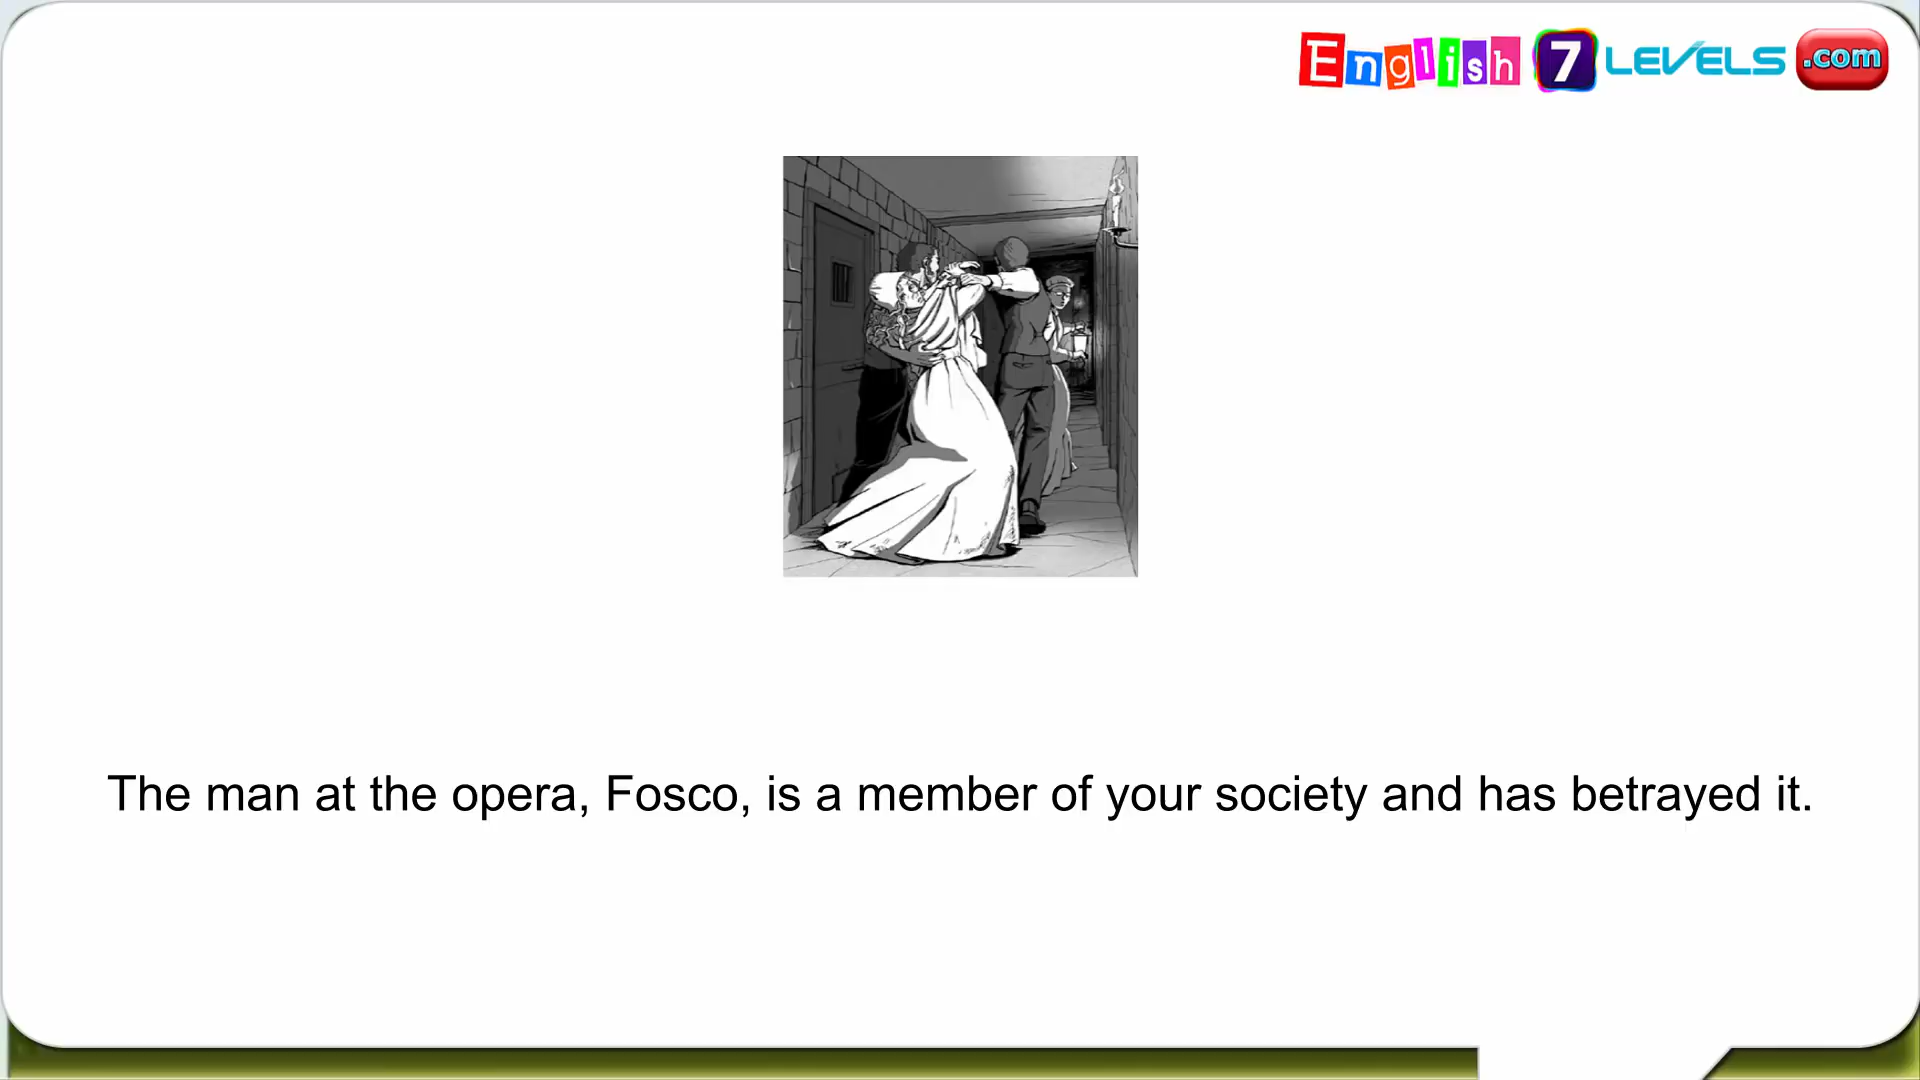 English 7 LEVELS .com
The man at the opera, Fosco, is a member of your society and has betrayed it.